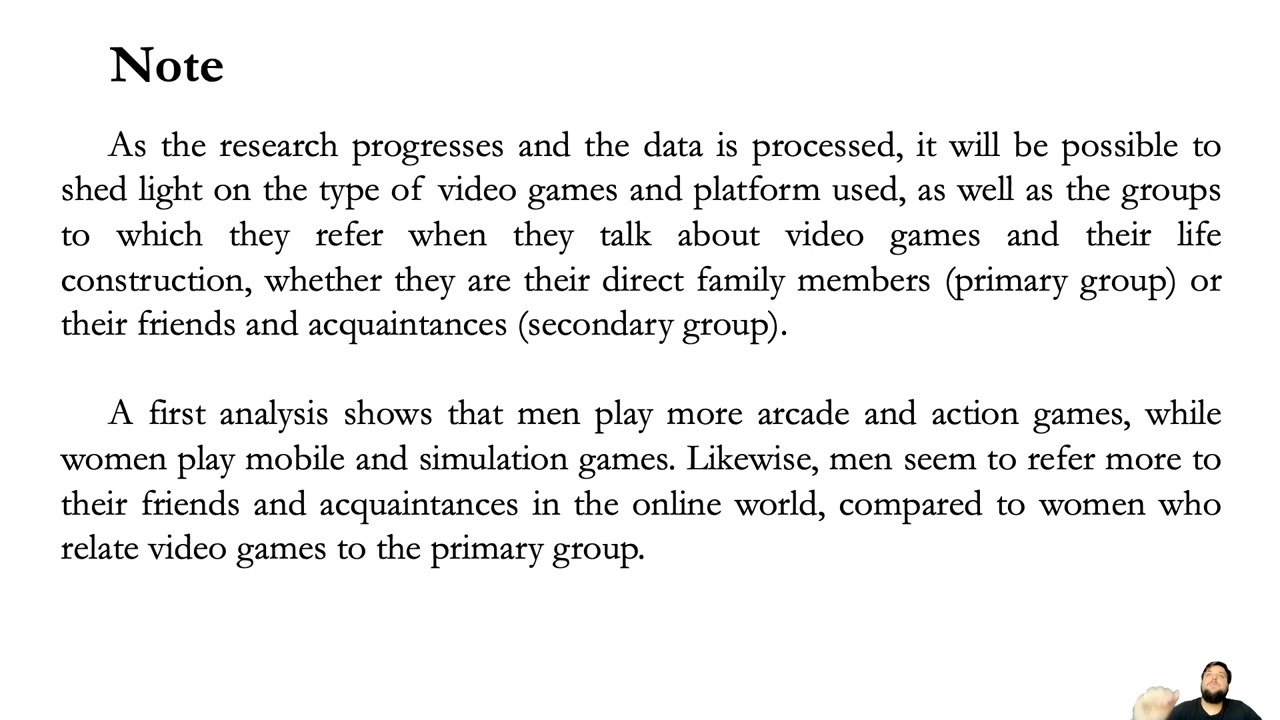 Note
As the research progresses and the data is processed, it will be possible to
shed light on the type of video games and platform used, as well as the groups
to which they refer when they talk about video games and their life
construction, whether they are their direct family members (primary group) or
their friends and acquaintances (secondary group).
A first analysis shows that men play more arcade and action games, while
women play mobile and simulation games. Likewise, men seem to refer more to
their friends and acquaintances in the online world, compared to women who
relate video games to the primary group.